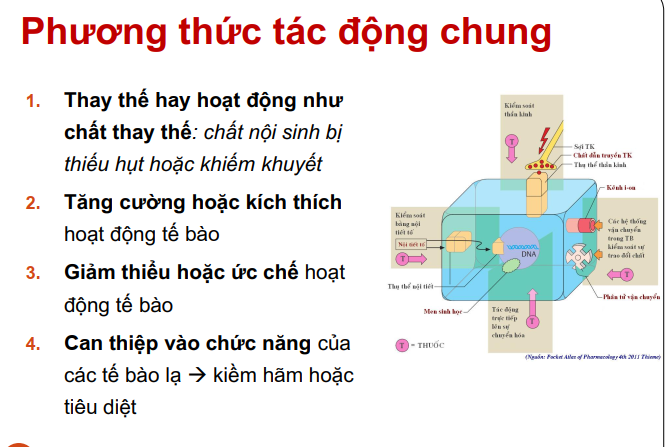 Phương thức tác động chung
1. Thay thế hay hoạt động như
chất thay thế: chất nội sinh bị
thiếu hụt hoặc khiếm khuyết
2. Tăng cường hoặc kích thích
hoạt động tế bào
3. Giảm thiểu hoặc ức chế hoạt
động tế bào
4. Can thiệp vào chức năng của
các tế bào lạ → kiềm hãm hoặc
tiêu diệt
Kiểm soát
thần kinh
T
Sợi TK
Chất dẫn truyền TK
Thụ thể thần kinh
Kênh i-on
Kiểm soát
bằng nội
tiết tố
Nội tiết tố
T
DNA
Các hệ thống
vận chuyển
trong TB
kiểm soát sự
trao đổi chất
T
Thụ thể nội tiết
Phân tử vận chuyển
Men sinh học
Tác động
trực tiếp
lên sự
chuyển hóa
T
T = THUỐC
(Nguồn: Pocket Atlas of Pharmacology 4th 2011 Thieme)